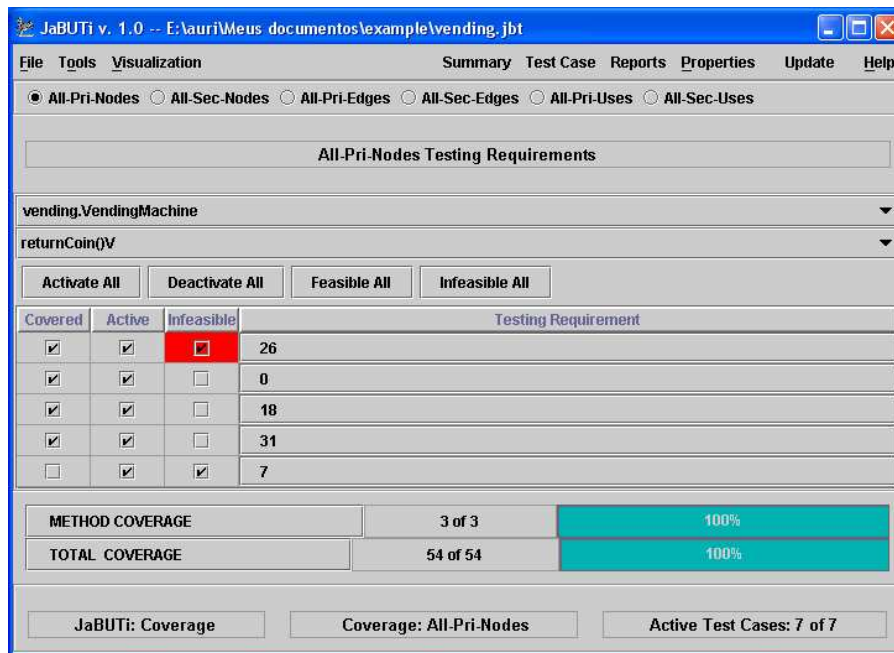 JaBUTi v. 1.0 -- E:\auri\Meus documentos\example\vending.jbt
File Tools Visualization Summary Test Case Reports Properties Update Help
All-Pri-Nodes All-Sec-Nodes All-Pri-Edges All-Sec-Edges All-Pri-Uses All-Sec-Uses
All-Pri-Nodes Testing Requirements
vending.VendingMachine
returnCoin()V
Activate All Deactivate All Feasible All Infeasible All
Covered Active Infeasible Testing Requirement
26
0
18
31
7
METHOD COVERAGE 3 of 3 100%
TOTAL COVERAGE 54 of 54 100%
JaBUTi: Coverage Coverage: All-Pri-Nodes Active Test Cases: 7 of 7